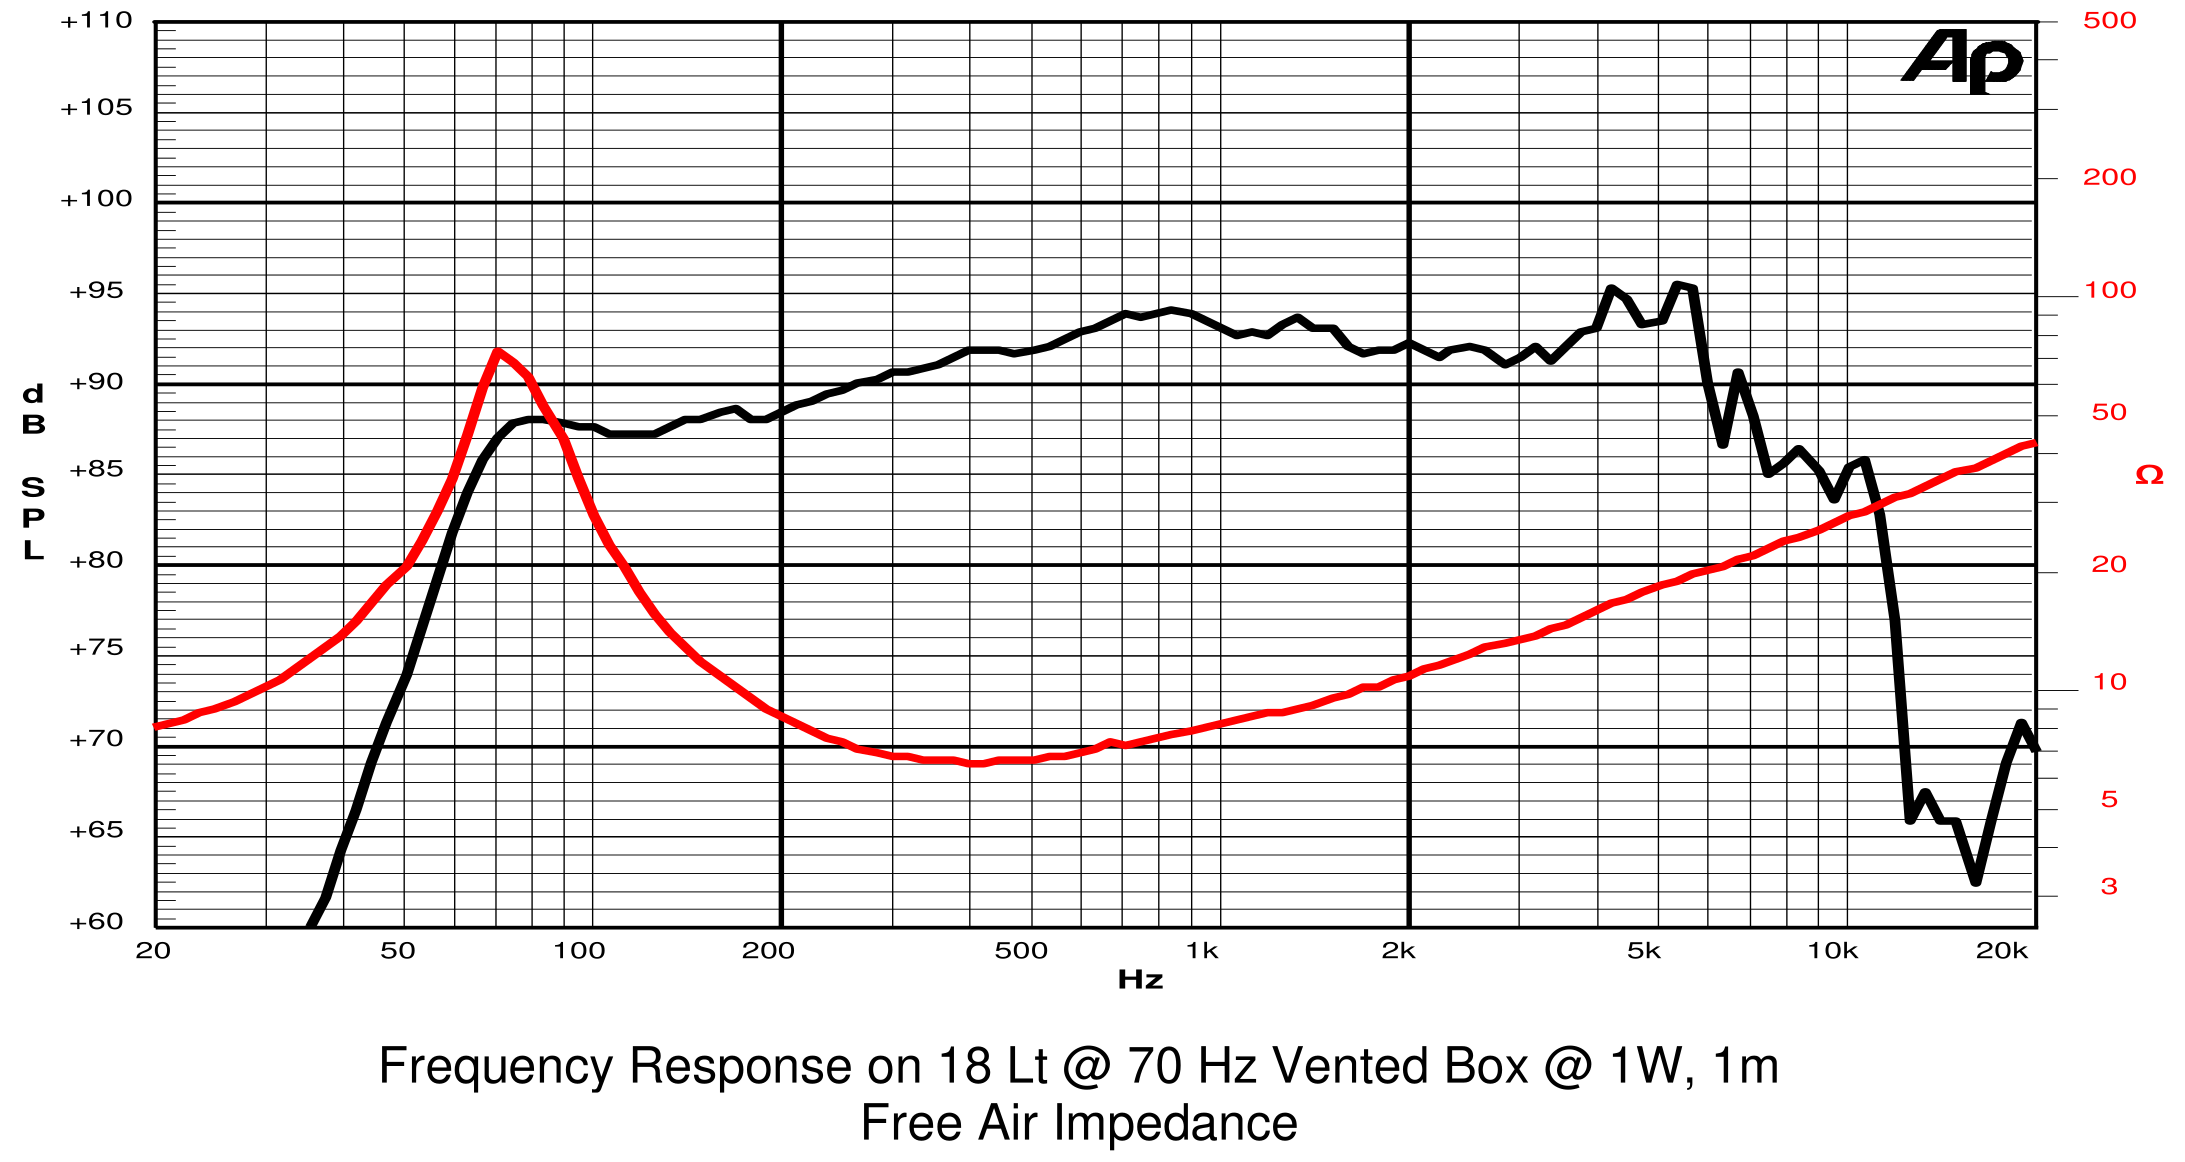 +110
+105
+100
+95
+90
+85
+80
+75
+70
+65
+60
d
B
S
P
L
Ap
500
200
100
50
Ω
20
10
5
3
20 50 100 200 500 1k 2k 5k 10k 20k
Hz
Frequency Response on 18 Lt @ 70 Hz Vented Box @ 1W, 1m
Free Air Impedance